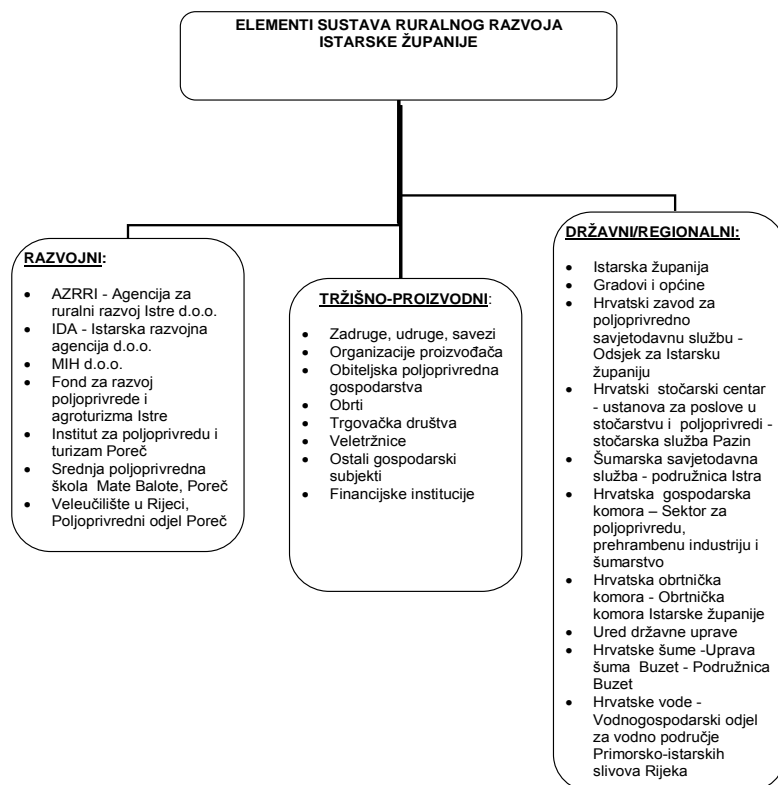 ELEMENTI SUSTAVA RURALNOG RAZVOJA
ISTARSKE ŽUPANIJE
RAZVOJNI:
• AZRRI - Agencija za
ruralni razvoj Istre d.o.o.
• IDA - Istarska razvojna
agencija d.o.o.
• MIH d.o.o.
• Fond za razvoj
poljoprivrede i
agroturizma Istre
• Institut za poljoprivredu i
turizam Poreč
• Srednja poljoprivredna
škola Mate Balote, Poreč
• Veleučilište u Rijeci,
Poljoprivredni odjel Poreč
TRŽIŠNO-PROIZVODNI:
• Zadruge, udruge, savezi
• Organizacije proizvođača
• Obiteljska poljoprivredna
gospodarstva
• Obrti
• Trgovačka društva
• Veletržnice
• Ostali gospodarski
subjekti
• Financijske institucije
DRŽAVNI/REGIONALNI:
• Istarska županija
• Gradovi i općine
• Hrvatski zavod za
poljoprivredno
savjetodavnu službu -
Odsjek za Istarsku
županiju
• Hrvatski stočarski centar
- ustanova za poslove u
stočarstvu i poljoprivredi -
stočarska služba Pazin
• Šumarska savjetodavna
služba - podružnica Istra
• Hrvatska gospodarska
komora – Sektor za
poljoprivredu,
prehrambenu industriju i
šumarstvo
• Hrvatska obrtnička
komora - Obrtnička
komora Istarske županije
• Ured državne uprave
• Hrvatske šume -Uprava
šuma Buzet - Podružnica
Buzet
• Hrvatske vode -
Vodnogospodarski odjel
za vodno područje
Primorsko-istarskih
slivova Rijeka